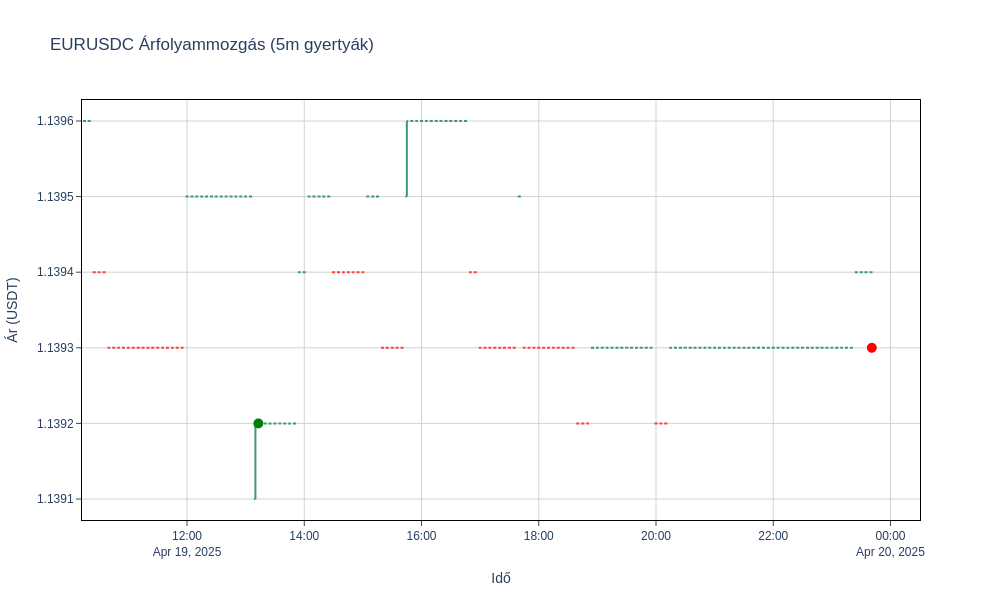 EURUSDC Árfolyammozgás (5m gyertyák)
Ár (USDT)
1.1396
1.1395
1.1394
1.1393
1.1392
1.1391
12:00 14:00 16:00 18:00 20:00 22:00 00:00
Apr 19, 2025 Apr 20, 2025
Idő